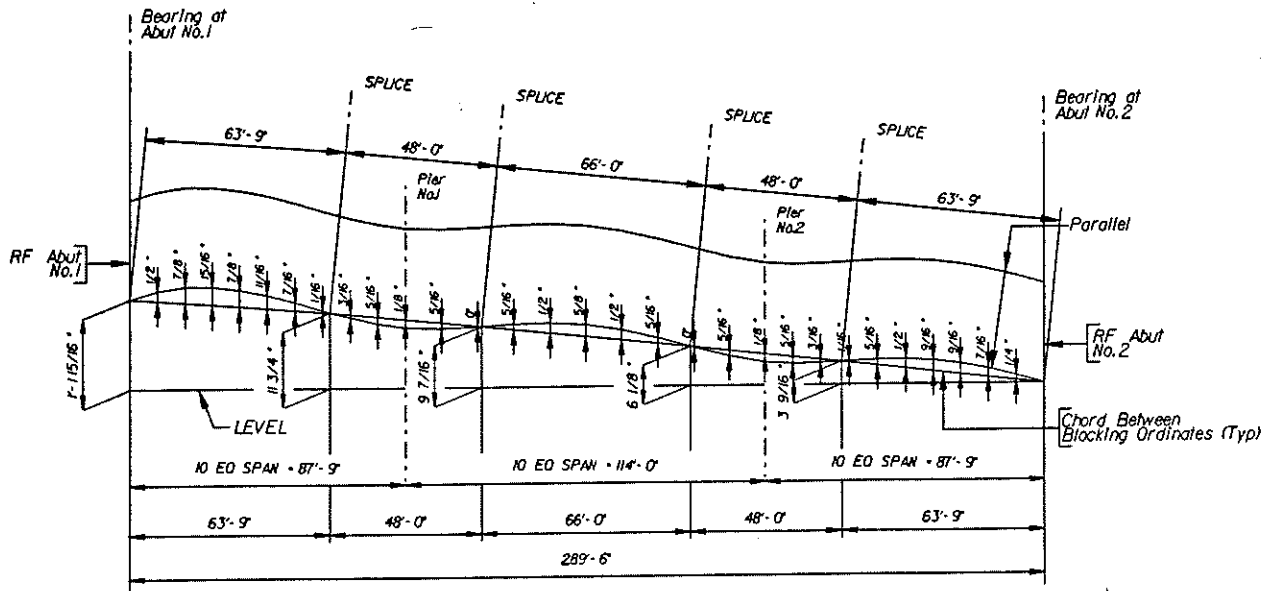 Bearing at
Abut No.1
SPLICE
SPLICE
SPLICE
SPLICE
Bearing at
Abut No.2
63'-9"
48'-0"
66'-0"
48'-0"
63'-9"
Pier
No.1
Pier
No.2
Parallel
RF Abut
No.1
1/2"
7/8"
15/16"
7/8"
11/16"
7/16"
1/16"
3/16"
5/16"
1/8"
5/16"
0"
5/16"
1/2"
5/8"
1/2"
5/16"
0"
5/16"
1/8"
5/16"
3/16"
1/16"
5/16"
1/2"
9/16"
9/16"
7/16"
1/4"
RF Abut
No.2
1'-1 15/16"
11 3/4"
9 7/16"
6 1/8"
3 9/16"
LEVEL
Chord Between
Blocking Ordinates (Typ)
10 EQ SPAN = 87'-9"
10 EQ SPAN = 114'-0"
10 EQ SPAN = 87'-9"
63'-9"
48'-0"
66'-0"
48'-0"
63'-9"
289'-6"